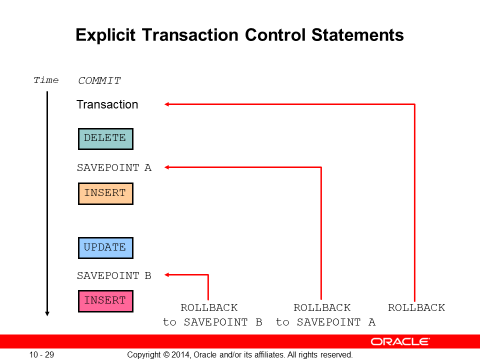 Explicit Transaction Control Statements
Time COMMIT
Transaction
DELETE
SAVEPOINT A
INSERT
UPDATE
SAVEPOINT B
INSERT
ROLLBACK ROLLBACK ROLLBACK
to SAVEPOINT B to SAVEPOINT A
ORACLE
10 - 29 Copyright © 2014, Oracle and/or its affiliates. All rights reserved.